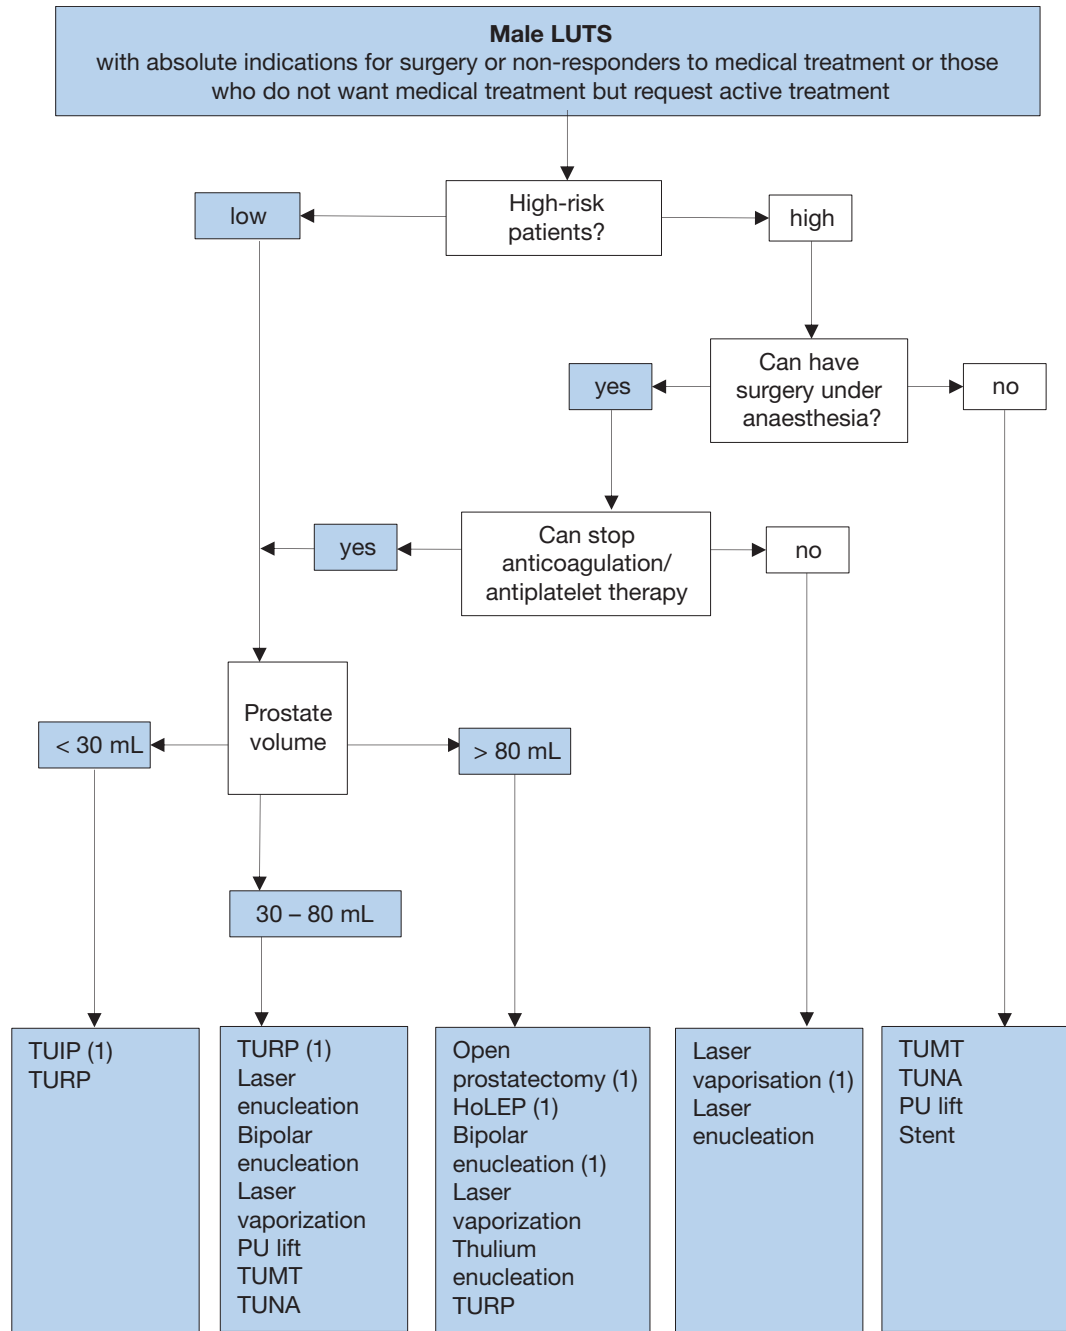 Male LUTS
with absolute indications for surgery or non-responders to medical treatment or those
who do not want medical treatment but request active treatment
High-risk
patients?
low
high
Can have
surgery under
anaesthesia?
yes
no
Can stop
anticoagulation/
antiplatelet therapy
yes
no
Prostate
volume
< 30 mL
> 80 mL
30 – 80 mL
TUIP (1)
TURP
TURP (1)
Laser
enucleation
Bipolar
enucleation
Laser
vaporization
PU lift
TUMT
TUNA
Open
prostatectomy (1)
HoLEP (1)
Bipolar
enucleation (1)
Laser
vaporization
Thulium
enucleation
TURP
Laser
vaporisation (1)
Laser
enucleation
TUMT
TUNA
PU lift
Stent